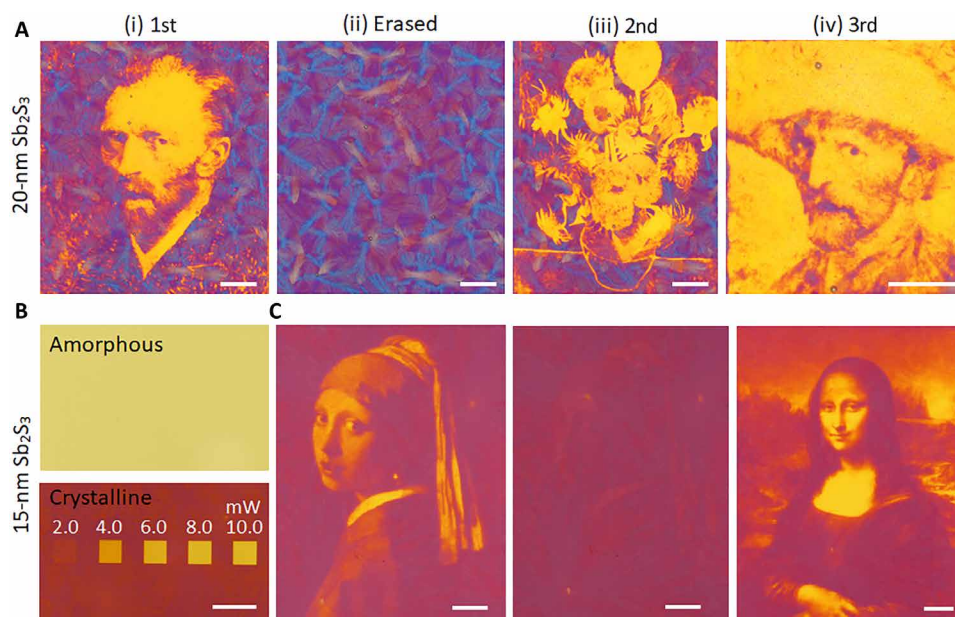 A
(i) 1st
(ii) Erased
(iii) 2nd
(iv) 3rd
20-nm Sb₂S₃
B
C
15-nm Sb₂S₃
Amorphous
Crystalline
mW
2.0 4.0 6.0 8.0 10.0